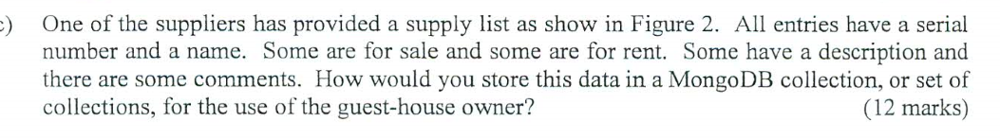 c) One of the suppliers has provided a supply list as show in Figure 2. All entries have a serial
number and a name. Some are for sale and some are for rent. Some have a description and
there are some comments. How would you store this data in a MongoDB collection, or set of
collections, for the use of the guest-house owner? (12 marks)